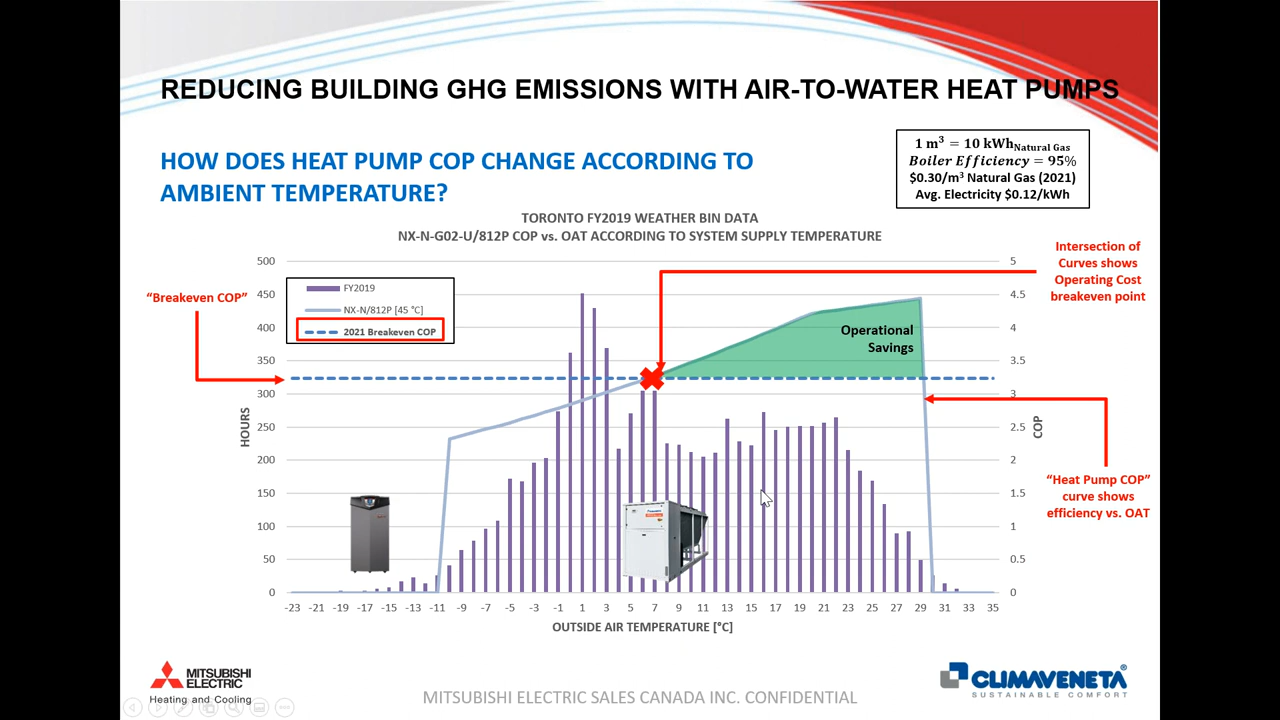 REDUCING BUILDING GHG EMISSIONS WITH AIR-TO-WATER HEAT PUMPS
HOW DOES HEAT PUMP COP CHANGE ACCORDING TO
AMBIENT TEMPERATURE?
1 m³ = 10 kWhNatural Gas
Boiler Efficiency = 95%
$0.30/m³ Natural Gas (2021)
Avg. Electricity $0.12/kWh
TORONTO FY2019 WEATHER BIN DATA
NX-N-G02-U/812P COP vs. OAT ACCORDING TO SYSTEM SUPPLY TEMPERATURE
Intersection of
Curves shows
Operating Cost
breakeven point
"Breakeven COP"
FY2019
NX-N/812P [45 °C]
2021 Breakeven COP
Operational
Savings
"Heat Pump COP"
curve shows
efficiency vs. OAT
HOURS
500
450
400
350
300
250
200
150
100
50
0
COP
5
4.5
4
3.5
3
2.5
2
1.5
1
0.5
0
-23 -21 -19 -17 -15 -13 -11 -9 -7 -5 -3 -1 1 3 5 7 9 11 13 15 17 19 21 23 25 27 29 31 33 35
OUTSIDE AIR TEMPERATURE [°C]
MITSUBISHI
ELECTRIC
Heating and Cooling
MITSUBISHI ELECTRIC SALES CANADA INC. CONFIDENTIAL
CLIMAVENETA
SUSTAINABLE COMFORT